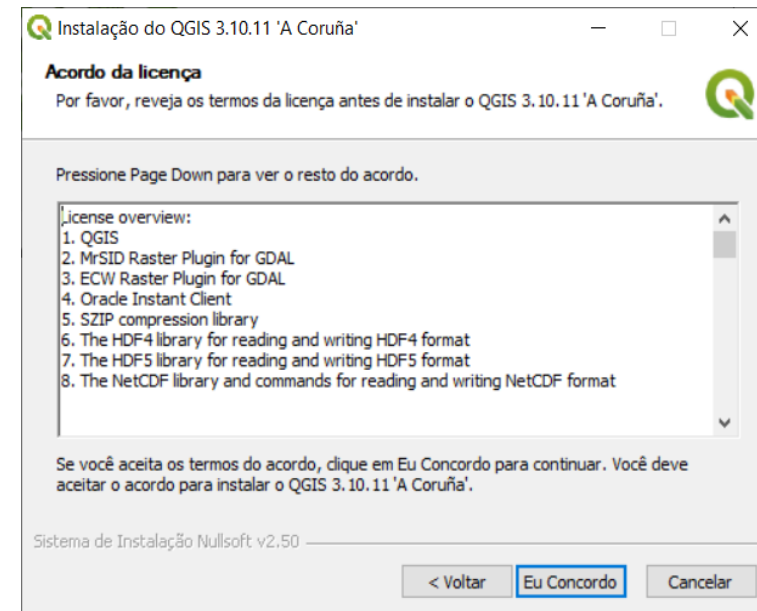 Instalação do QGIS 3.10.11 'A Coruña'
Acordo da licença
Por favor, reveja os termos da licença antes de instalar o QGIS 3.10.11 'A Coruña'.
Pressione Page Down para ver o resto do acordo.
License overview:
1. QGIS
2. MrSID Raster Plugin for GDAL
3. ECW Raster Plugin for GDAL
4. Oracle Instant Client
5. SZIP compression library
6. The HDF4 library for reading and writing HDF4 format
7. The HDF5 library for reading and writing HDF5 format
8. The NetCDF library and commands for reading and writing NetCDF format
Se você aceita os termos do acordo, clique em Eu Concordo para continuar. Você deve
aceitar o acordo para instalar o QGIS 3.10.11 'A Coruña'.
Sistema de Instalação Nullsoft v2.50
< Voltar Eu Concordo Cancelar